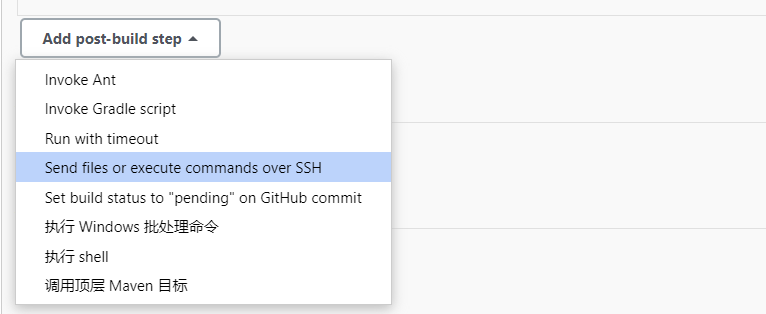 Add post-build step
Invoke Ant
Invoke Gradle script
Run with timeout
Send files or execute commands over SSH
Set build status to "pending" on GitHub commit
执行 Windows 批处理命令
执行 shell
调用顶层 Maven 目标